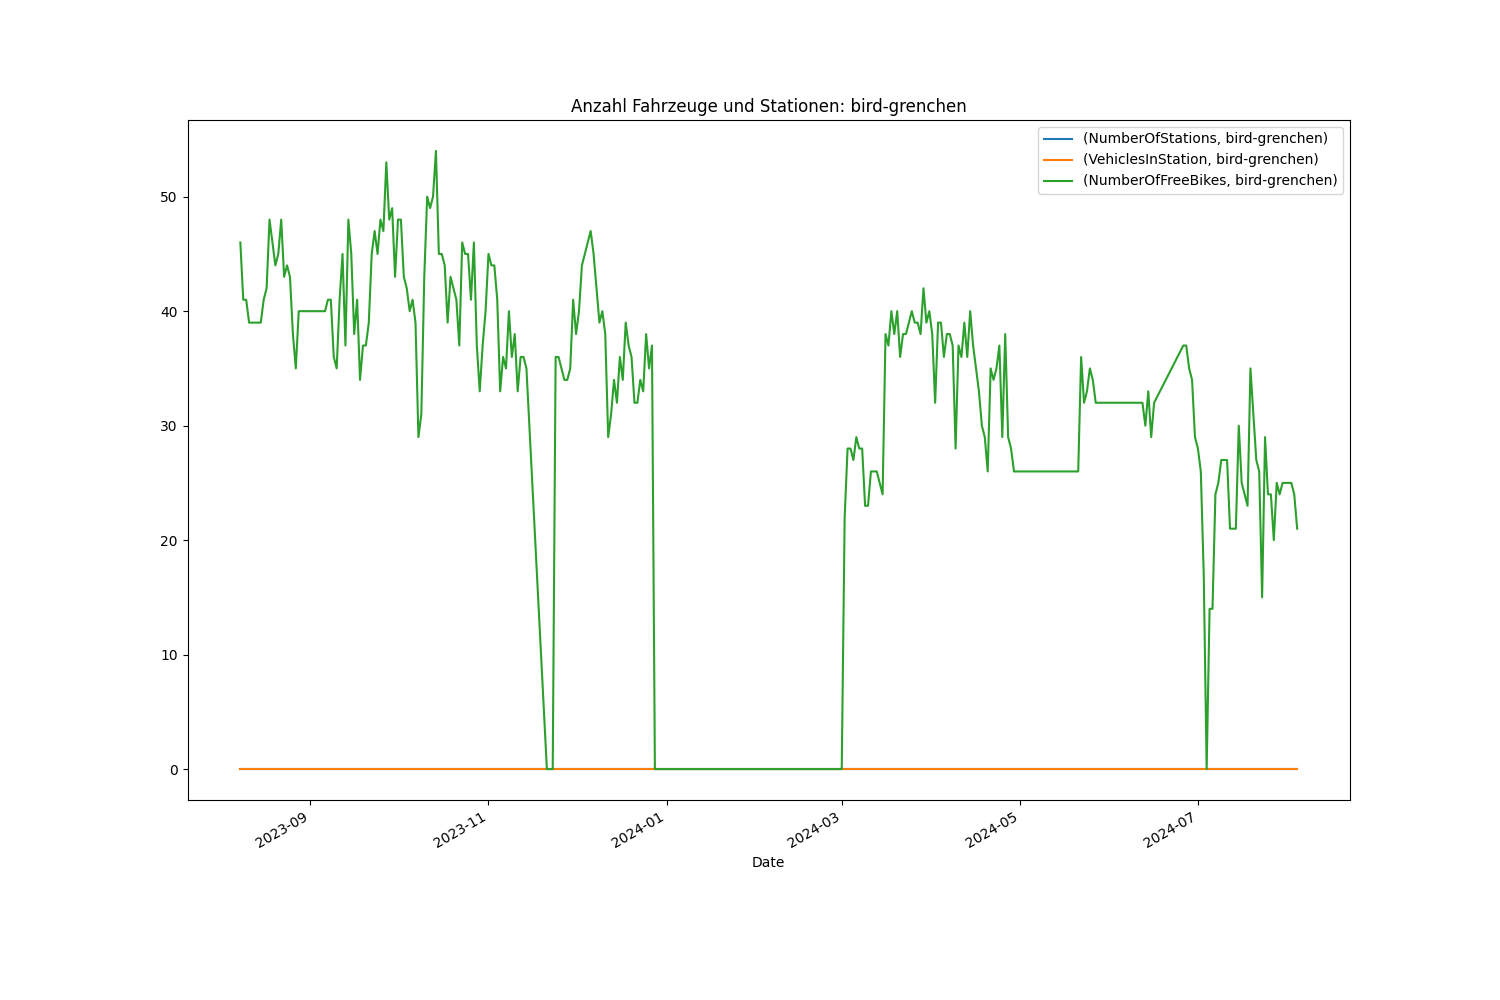 Anzahl Fahrzeuge und Stationen: bird-grenchen
(NumberOfStations, bird-grenchen)
(VehiclesInStation, bird-grenchen)
(NumberOfFreeBikes, bird-grenchen)
50
40
30
20
10
0
2023-09
2023-11
2024-01
2024-03
2024-05
2024-07
Date